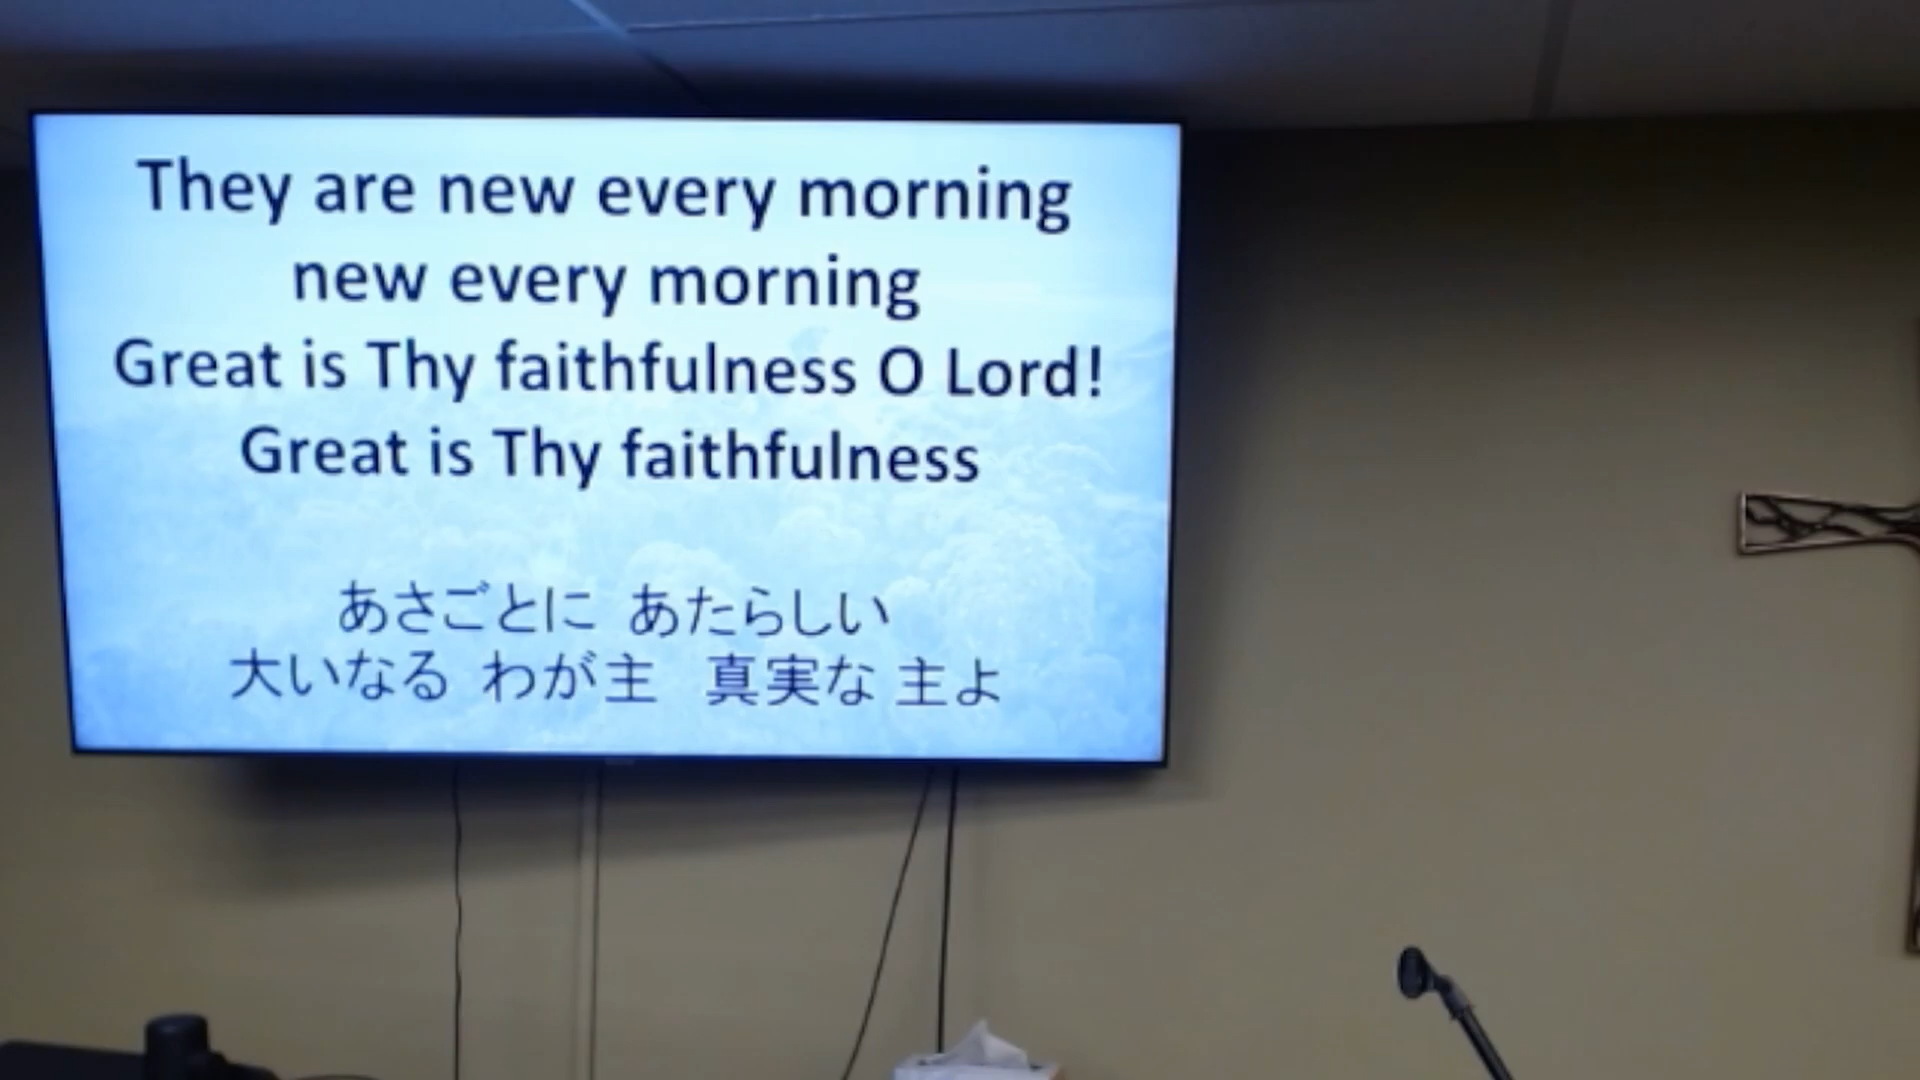 They are new every morning
new every morning
Great is Thy faithfulness O Lord!
Great is Thy faithfulness
あさごとに あたらしい
大いなる わが主 真実な 主よ